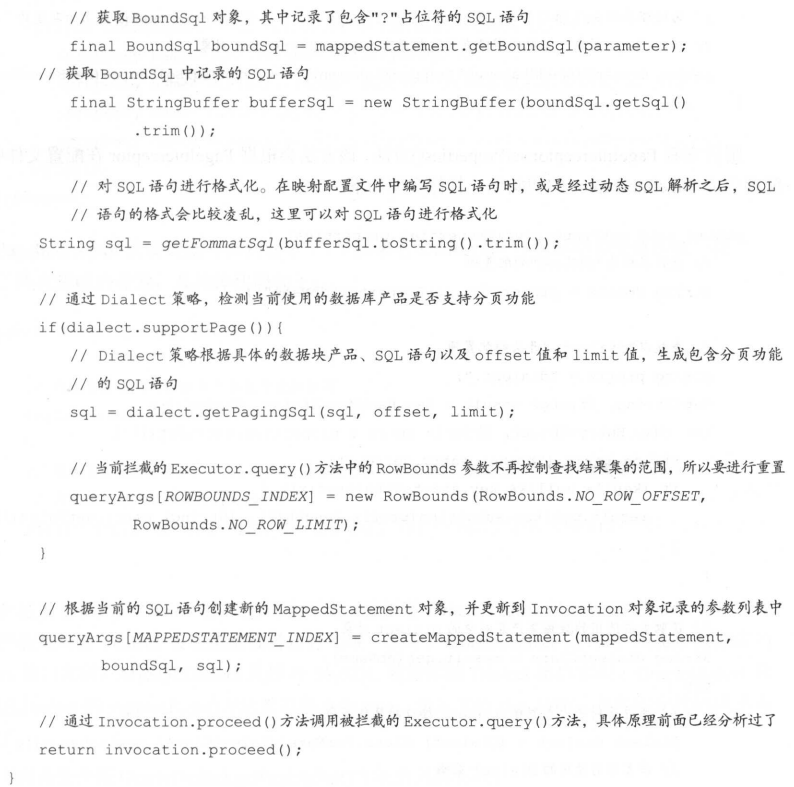 // 获取 BoundSql 对象，其中记录了包含"?"占位符的 SQL 语句
final BoundSql boundSql = mappedStatement.getBoundSql(parameter);
// 获取 BoundSql 中记录的 SQL 语句
final StringBuffer bufferSql = new StringBuffer(boundSql.getSql()
.trim());
// 对 SQL 语句进行格式化。在映射配置文件中编写 SQL 语句时，或是经过动态 SQL 解析之后，SQL
// 语句的格式会比较凌乱，这里可以对 SQL 语句进行格式化
String sql = getFommatSql(bufferSql.toString().trim());
// 通过 Dialect 策略，检测当前使用的数据库产品是否支持分页功能
if(dialect.supportPage()){
// Dialect 策略根据具体的数据块产品、SQL 语句以及 offset 值和 limit 值，生成包含分页功能
// 的 SQL 语句
sql = dialect.getPagingSql(sql, offset, limit);
// 当前拦截的 Executor.query()方法中的 RowBounds 参数不再控制查找结果集的范围，所以要进行重置
queryArgs[ROWBOUNDS_INDEX] = new RowBounds(RowBounds.NO_ROW_OFFSET,
RowBounds.NO_ROW_LIMIT);
}
// 根据当前的 SQL 语句创建新的 MappedStatement 对象，并更新到 Invocation 对象记录的参数列表中
queryArgs[MAPPEDSTATEMENT_INDEX] = createMappedStatement(mappedStatement,
boundSql, sql);
// 通过 Invocation.proceed()方法调用被拦截的 Executor.query()方法，具体原理前面已经分析过了
return invocation.proceed();
}